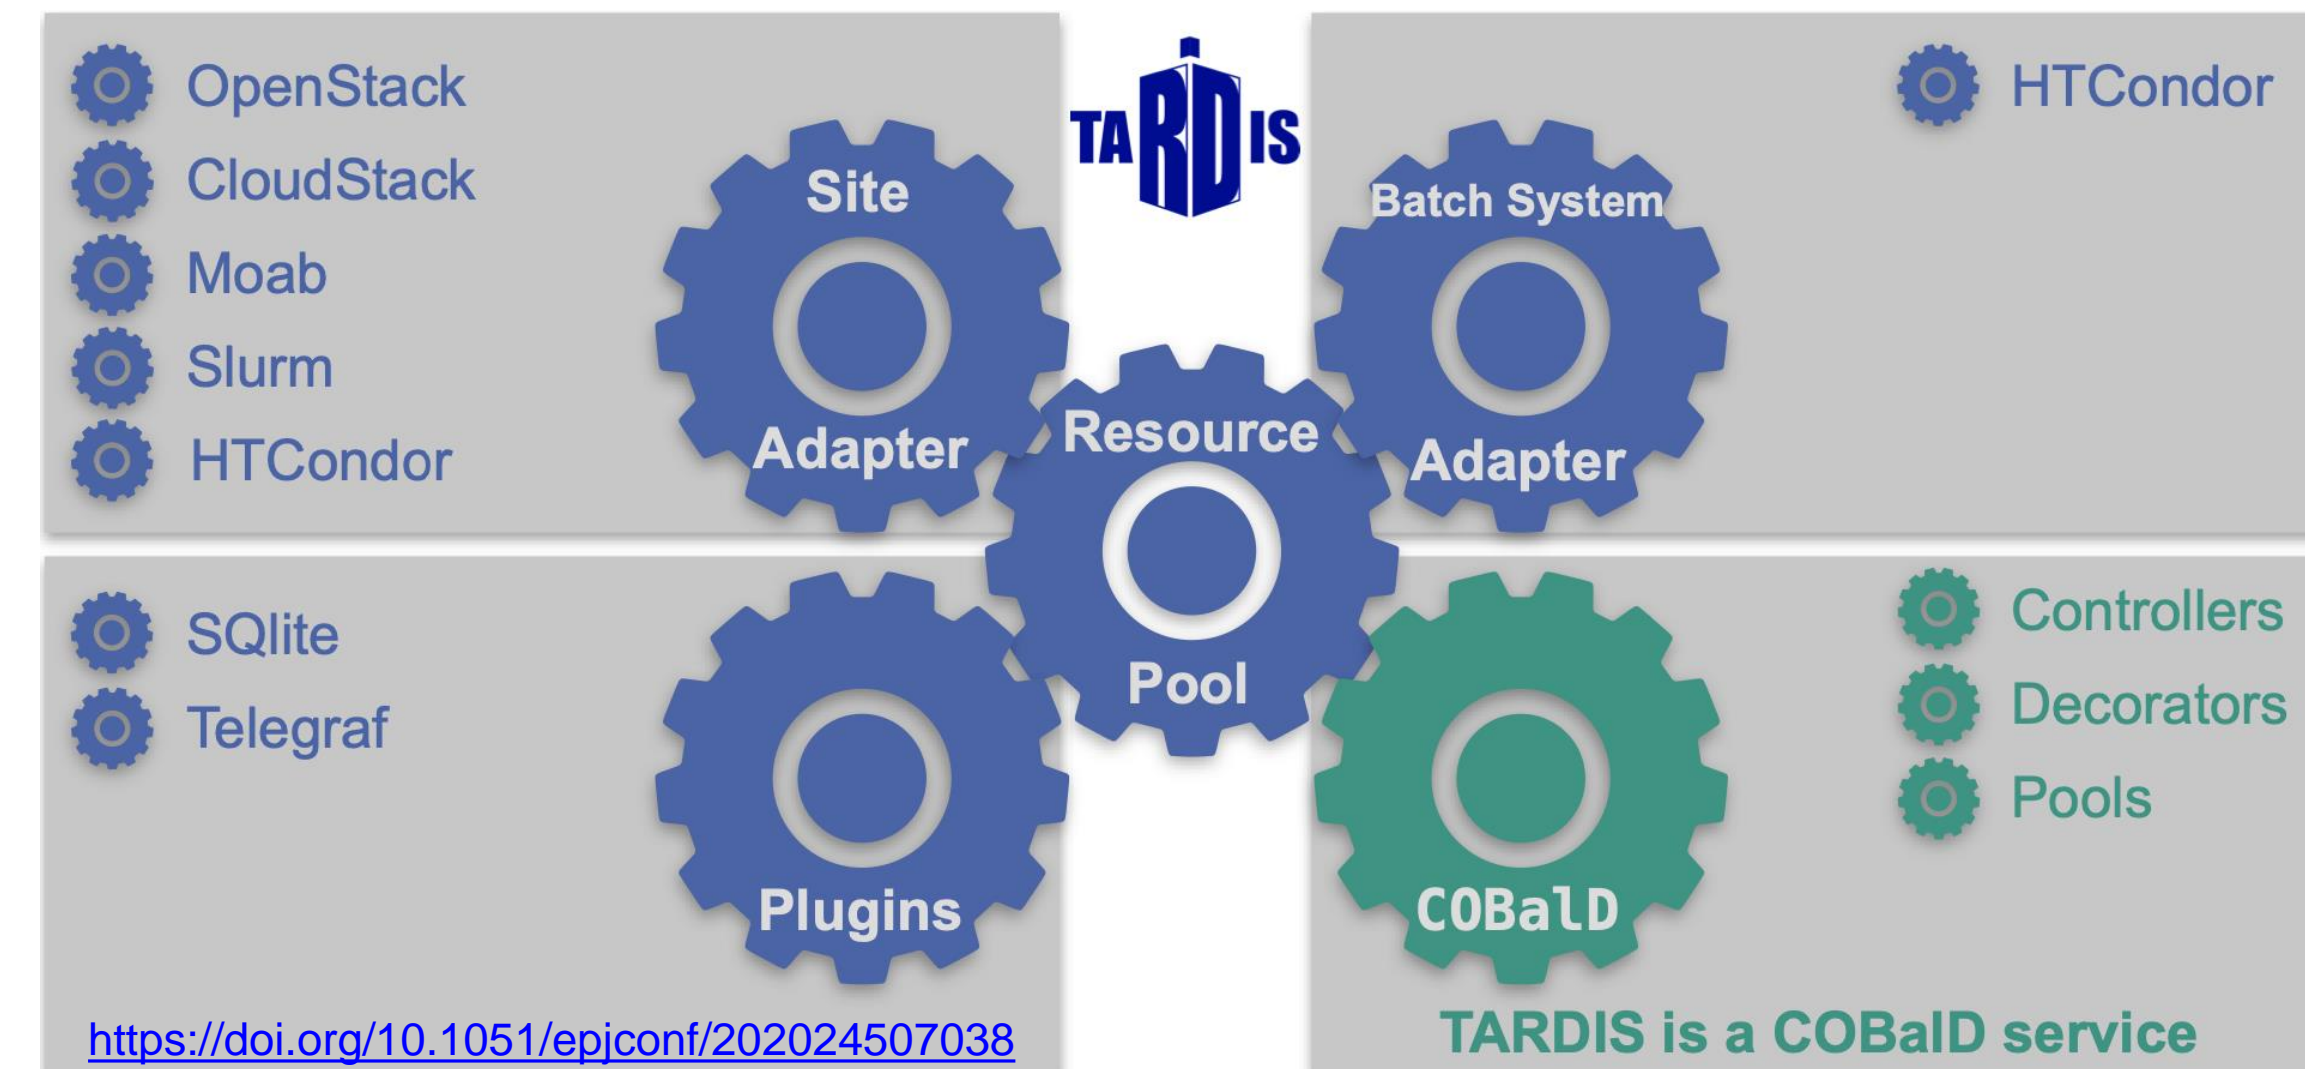 OpenStack
CloudStack
Moab
Slurm
HTCondor
Site
Adapter
TARDIS
Batch System
Adapter
HTCondor
Resource
Pool
SQlite
Telegraf
Plugins
https://doi.org/10.1051/epjconf/202024507038
COBalD
Controllers
Decorators
Pools
TARDIS is a COBalD service